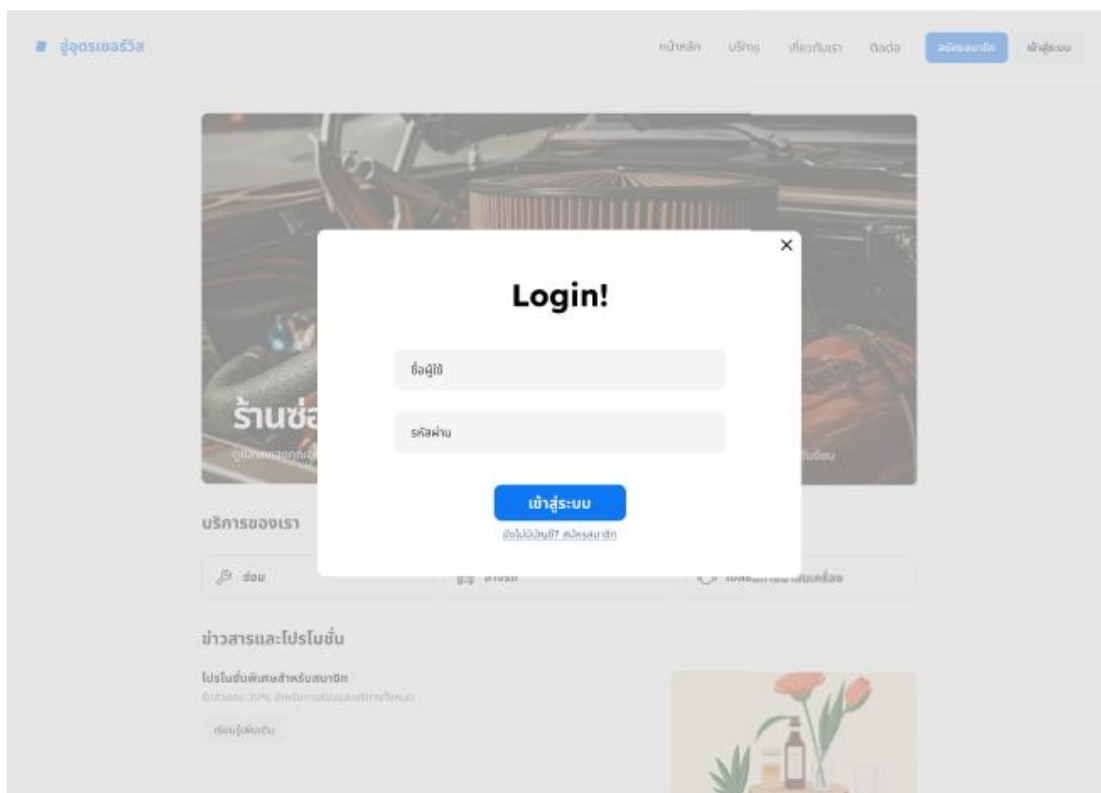 อู่อุดรเซอร์วิส
หน้าหลัก บริการ เกี่ยวกับเรา ติดต่อ สมัครสมาชิก เข้าสู่ระบบ
Login!
ชื่อผู้ใช้
ร้านซ่อ
รหัสผ่าน
เข้าสู่ระบบ
ยังไม่มีบัญชี? สมัครสมาชิก
บริการของเรา
ซ่อม
ข่าวสารและโปรโมชั่น
โปรโมชั่นพิเศษสำหรับสมาชิก
เรียนรู้เพิ่มเติม